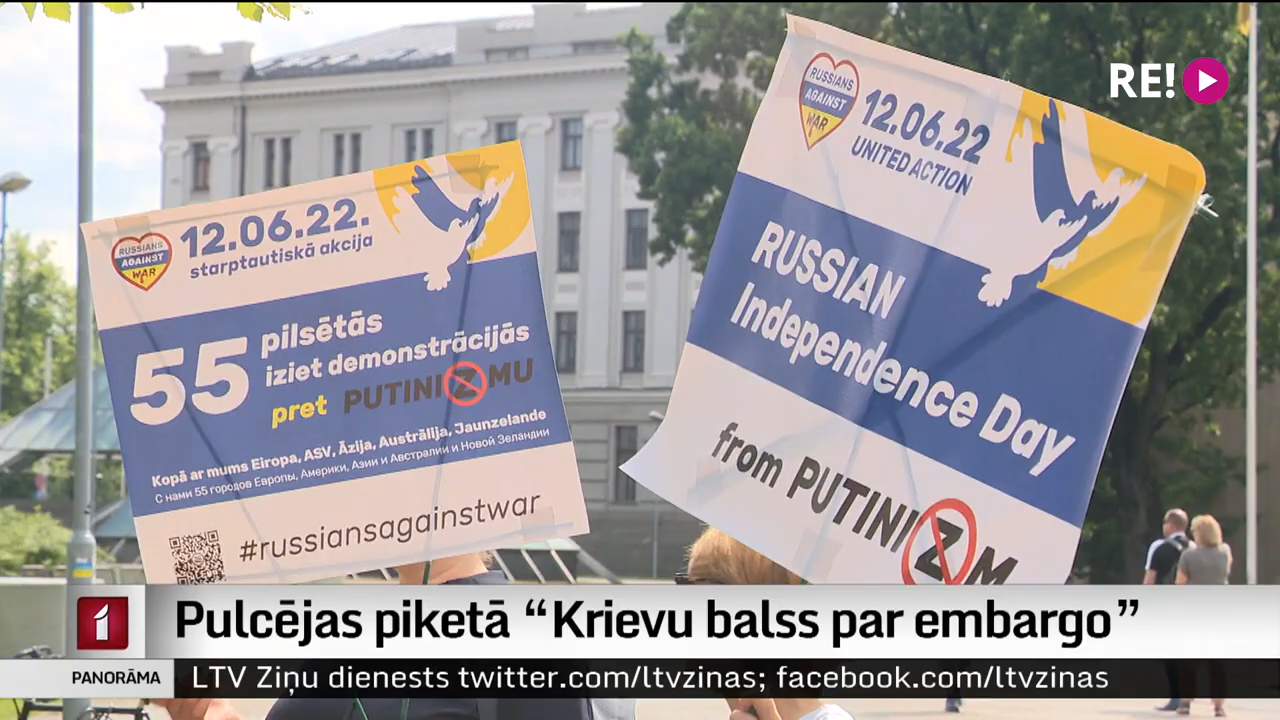 RE!
RUSSIANS
AGAINST
WAR
12.06.22.
starptautiskā akcija
55 pilsētās
iziet demonstrācijās
pret PUTINIZMU
Kopā ar mums Eiropa, ASV, Āzija, Austrālija, Jaunzelande
С нами 55 городов Европы, Америки, Азии и Австралии и Новой Зеландии
#russiansagainstwar
RUSSIANS
AGAINST
WAR
12.06.22
UNITED ACTION
RUSSIAN
Independence Day
from PUTINIZM
1
Pulcējas piketā “Krievu balss par embargo”
PANORĀMA
LTV Ziņu dienests twitter.com/ltvzinas; facebook.com/ltvzinas